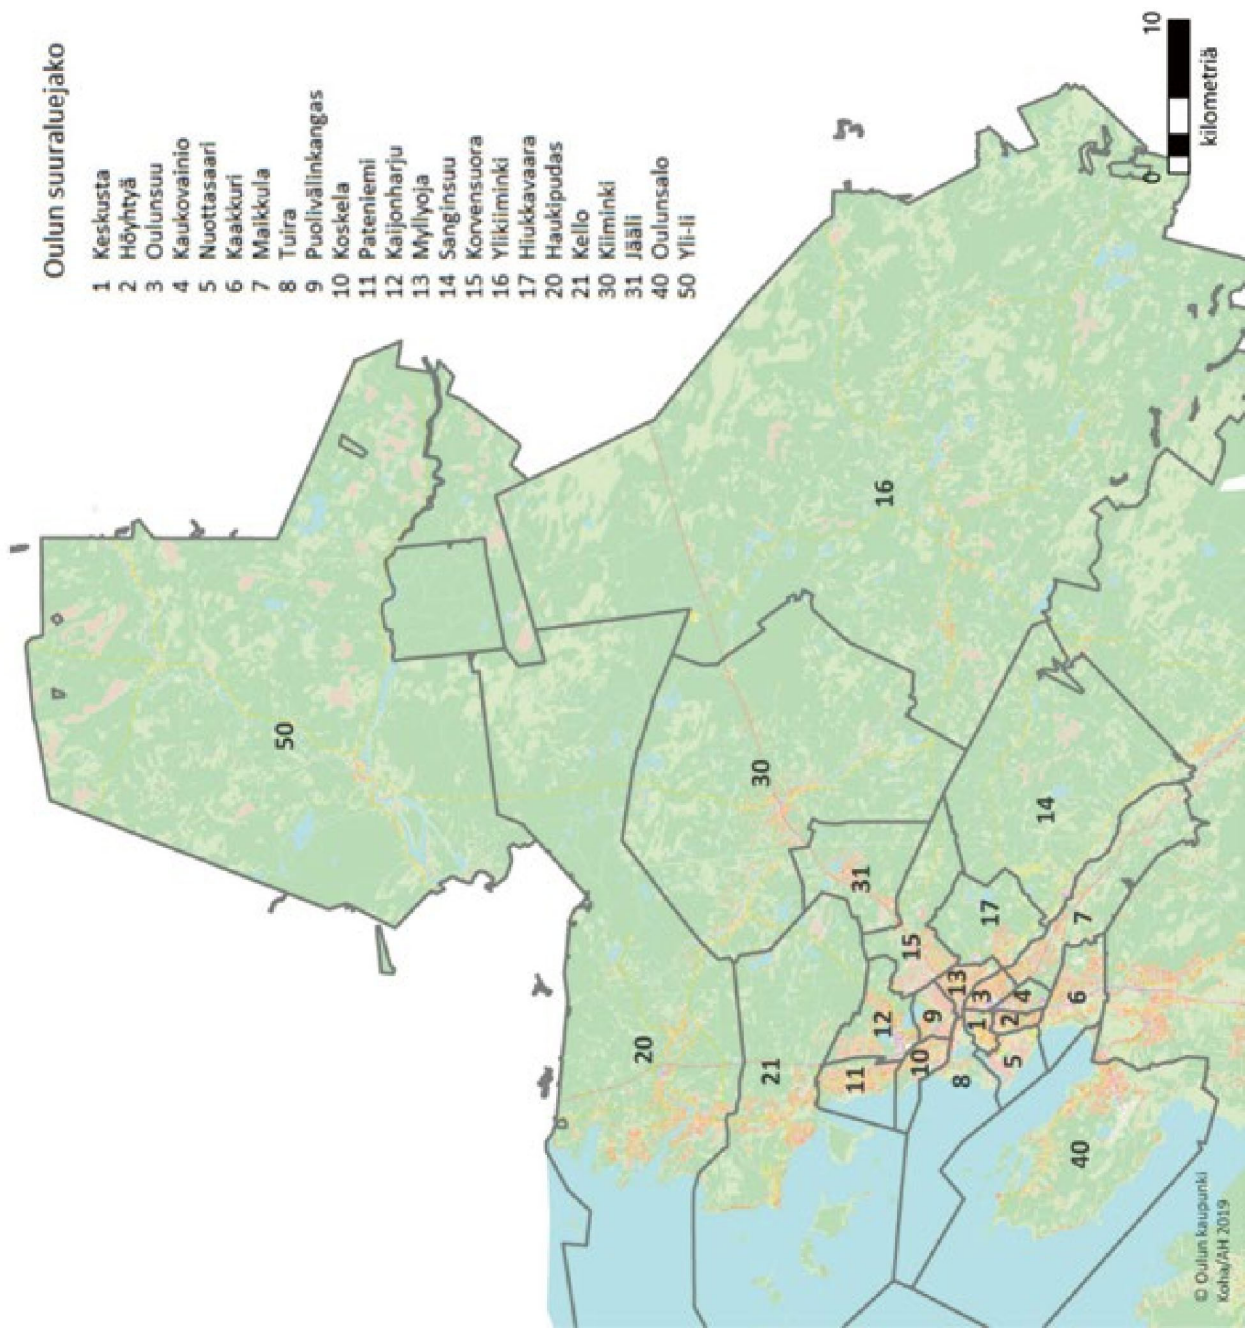 Oulun suuraluejako
1 Keskusta
2 Höyhtyä
3 Oulunsuu
4 Kaukovainio
5 Nuottasaari
6 Kaakkuri
7 Maikkula
8 Tuira
9 Puolivälinkangas
10 Koskela
11 Pateniemi
12 Kaijonharju
13 Myllyoja
14 Sanginsuu
15 Korvensuora
16 Ylikiiminki
17 Hiukkavaara
20 Haukipudas
21 Kello
30 Kiiminki
31 Jääli
40 Oulunsalo
50 Yli-Ii
50
20
21
30
31
16
11
12
15
10
9
13
17
14
8
1
3
5
2
4
6
7
40
0 10
kilometriä
© Oulun kaupunki
Koha/AH 2019